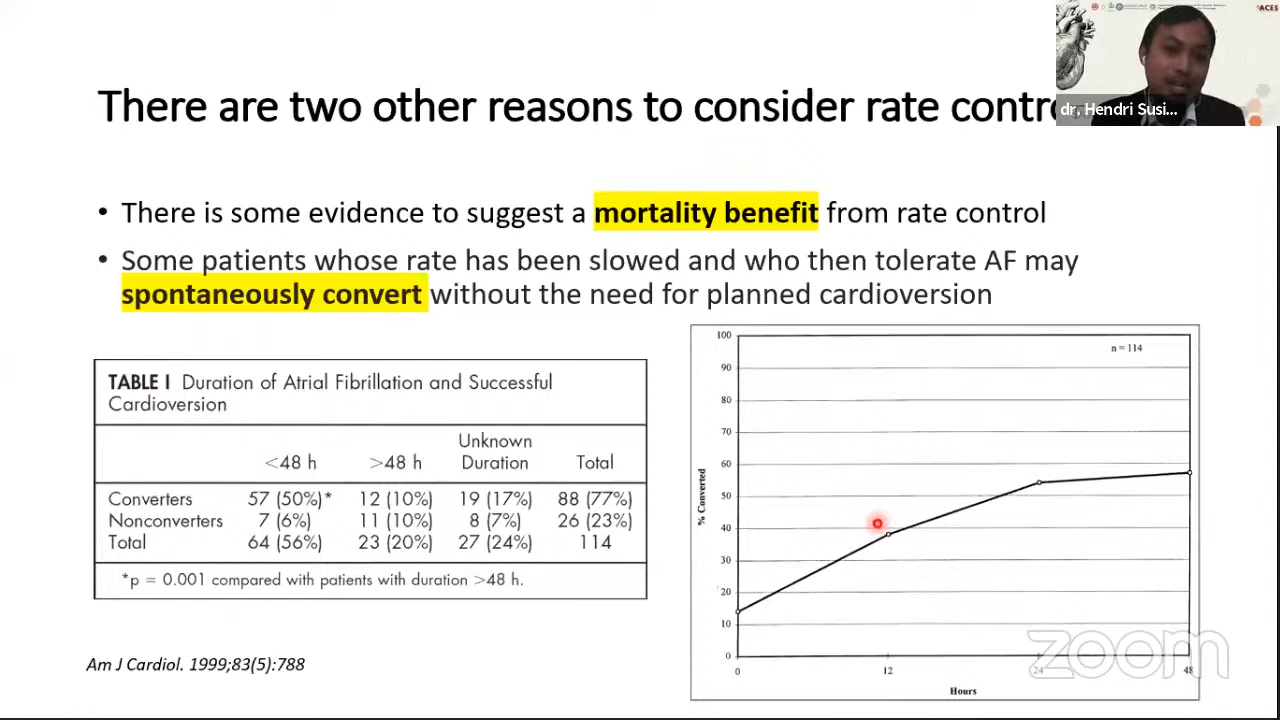 There are two other reasons to consider rate contro
dr, Hendri Susi...
ACES
• There is some evidence to suggest a mortality benefit from rate control
• Some patients whose rate has been slowed and who then tolerate AF may
spontaneously convert without the need for planned cardioversion
TABLE I Duration of Atrial Fibrillation and Successful
Cardioversion
Unknown
<48 h >48 h Duration Total
Converters 57 (50%)* 12 (10%) 19 (17%) 88 (77%)
Nonconverters 7 (6%) 11 (10%) 8 (7%) 26 (23%)
Total 64 (56%) 23 (20%) 27 (24%) 114
*p = 0.001 compared with patients with duration >48 h.
n = 114
100
90
80
70
60
50
40
30
20
10
0
% Converted
0 12 24 48
Hours
Am J Cardiol. 1999;83(5):788
zoom